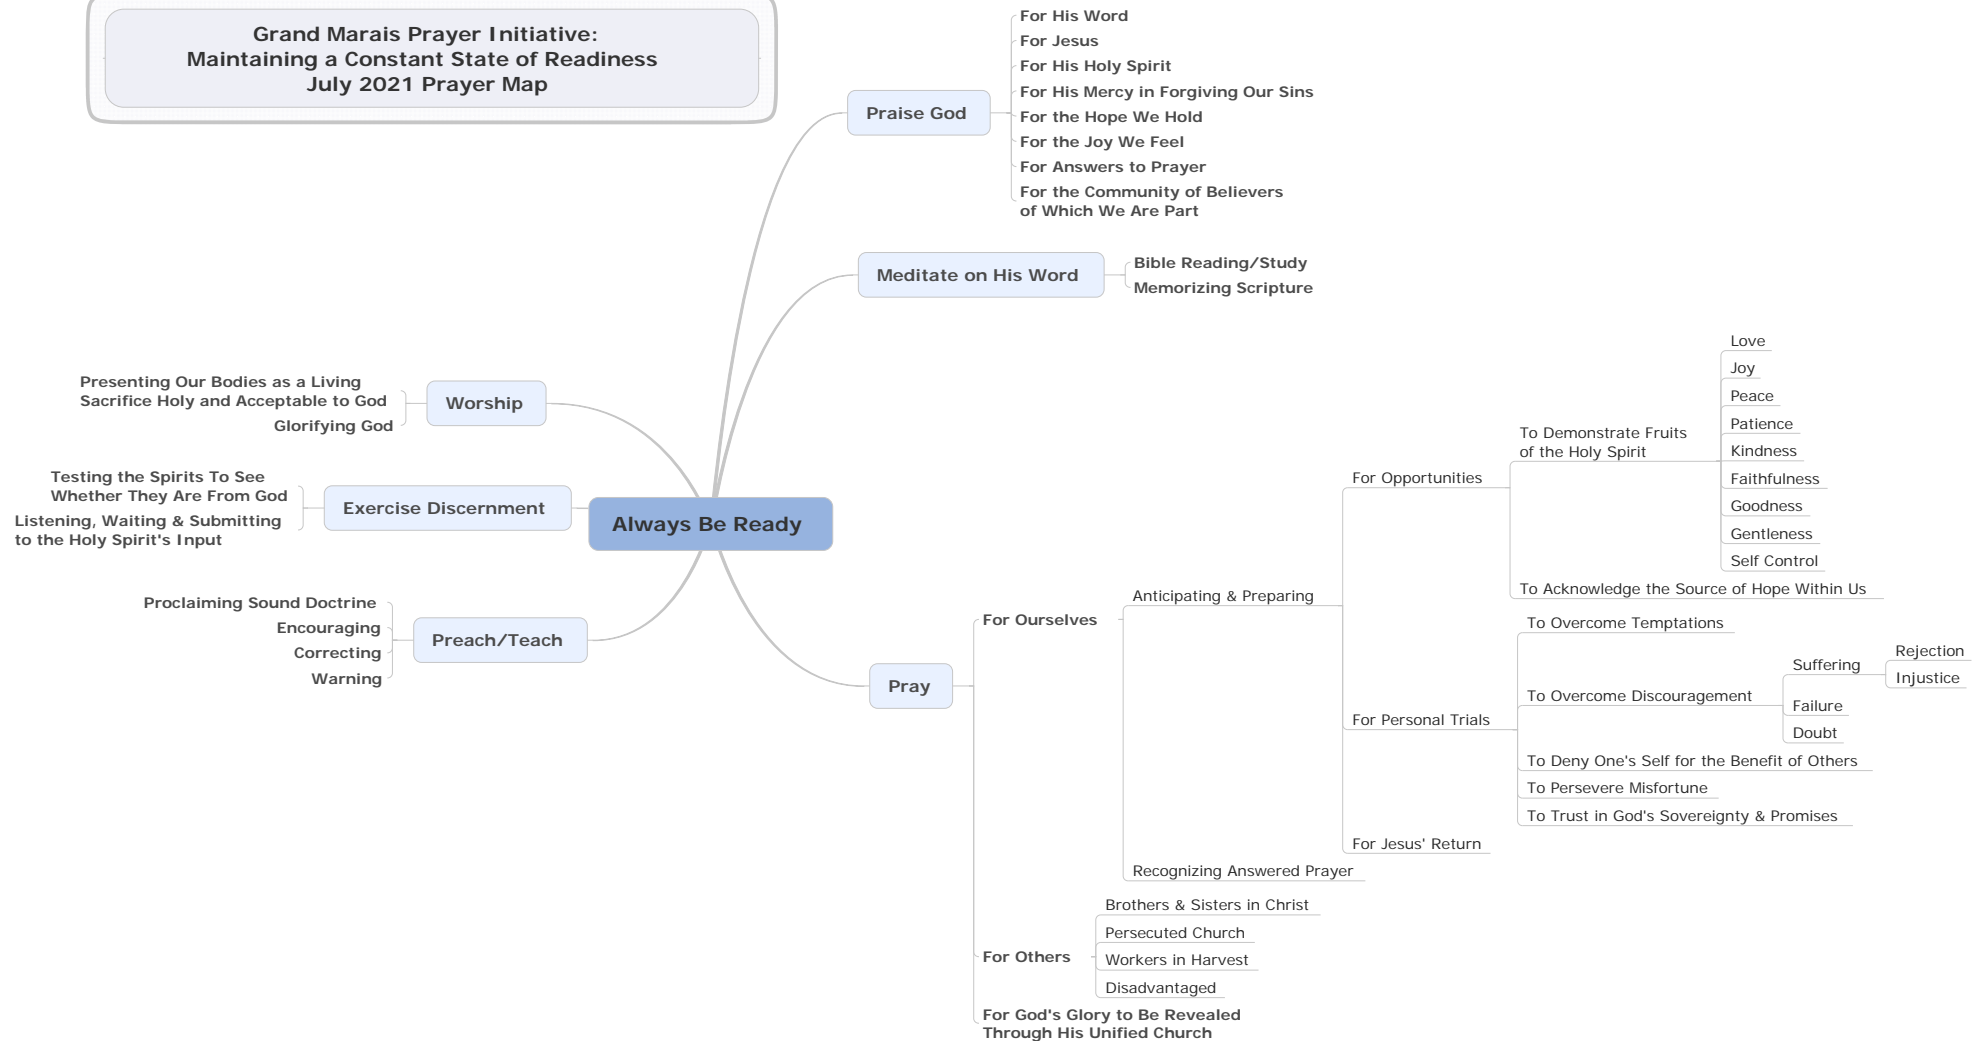 Grand Marais Prayer Initiative:
Maintaining a Constant State of Readiness
July 2021 Prayer Map
Always Be Ready
Praise God
For His Word
For Jesus
For His Holy Spirit
For His Mercy in Forgiving Our Sins
For the Hope We Hold
For the Joy We Feel
For Answers to Prayer
For the Community of Believers
of Which We Are Part
Meditate on His Word
Bible Reading/Study
Memorizing Scripture
Pray
For Ourselves
Anticipating & Preparing
For Opportunities
To Demonstrate Fruits
of the Holy Spirit
Love
Joy
Peace
Patience
Kindness
Faithfulness
Goodness
Gentleness
Self Control
To Acknowledge the Source of Hope Within Us
For Personal Trials
To Overcome Temptations
To Overcome Discouragement
Suffering
Rejection
Injustice
Failure
Doubt
To Deny One's Self for the Benefit of Others
To Persevere Misfortune
To Trust in God's Sovereignty & Promises
For Jesus' Return
Recognizing Answered Prayer
For Others
Brothers & Sisters in Christ
Persecuted Church
Workers in Harvest
Disadvantaged
For God's Glory to Be Revealed
Through His Unified Church
Worship
Presenting Our Bodies as a Living
Sacrifice Holy and Acceptable to God
Glorifying God
Exercise Discernment
Testing the Spirits To See
Whether They Are From God
Listening, Waiting & Submitting
to the Holy Spirit's Input
Preach/Teach
Proclaiming Sound Doctrine
Encouraging
Correcting
Warning